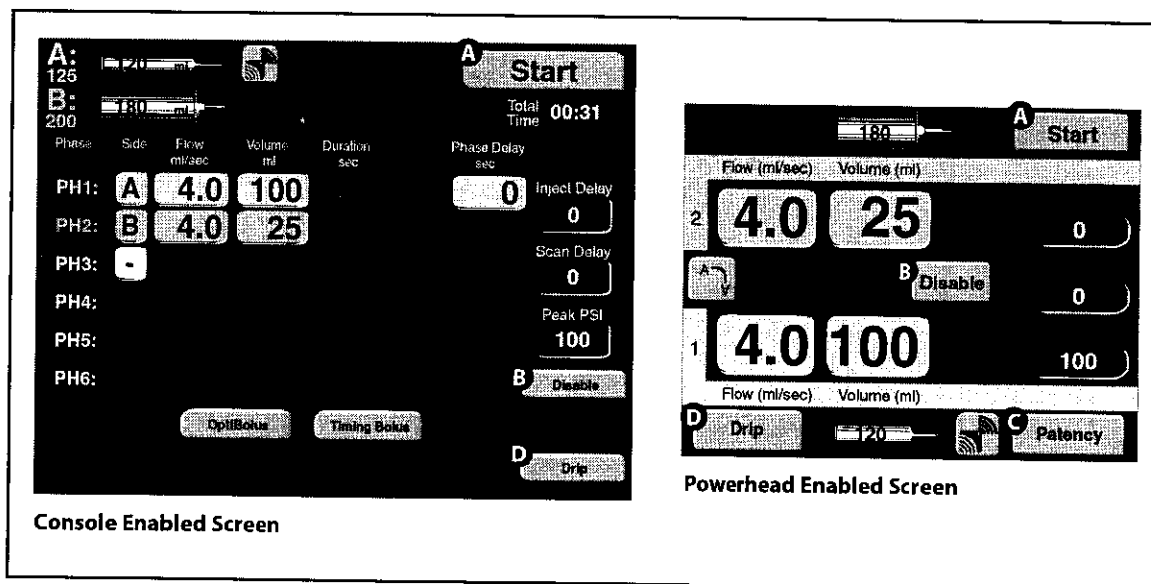 A:
125
120 ml
B:
200
180 ml
A Start
Total Time 00:31
Phase Side Flow ml/sec Volume ml Duration sec Phase Delay sec
PH1: A 4.0 100 0
PH2: B 4.0 25
PH3: -
PH4:
PH5:
PH6:
Inject Delay
0
Scan Delay
0
Peak PSI
100
B Disable
OptiBolus Timing Bolus
D Drip
Console Enabled Screen
180
A Start
Flow (ml/sec) Volume (ml)
2 4.0 25 0
A V B Disable 0
1 4.0 100 100
Flow (ml/sec) Volume (ml)
D Drip 120 C Patency
Powerhead Enabled Screen